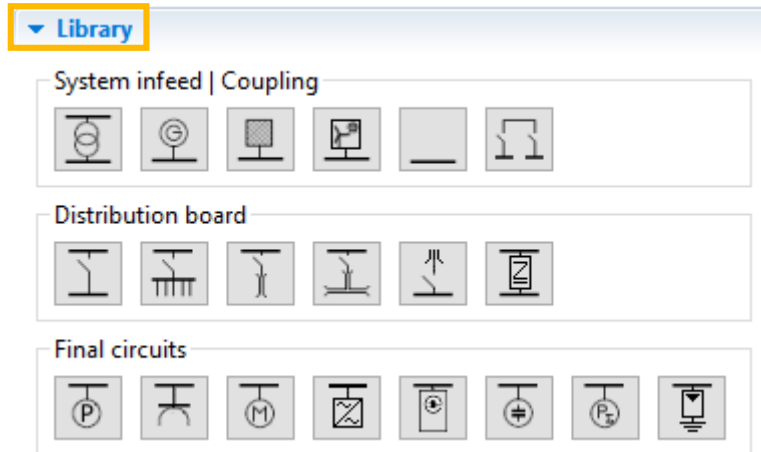 Library
System infeed | Coupling
G
Distribution board
Z
Final circuits
P
M